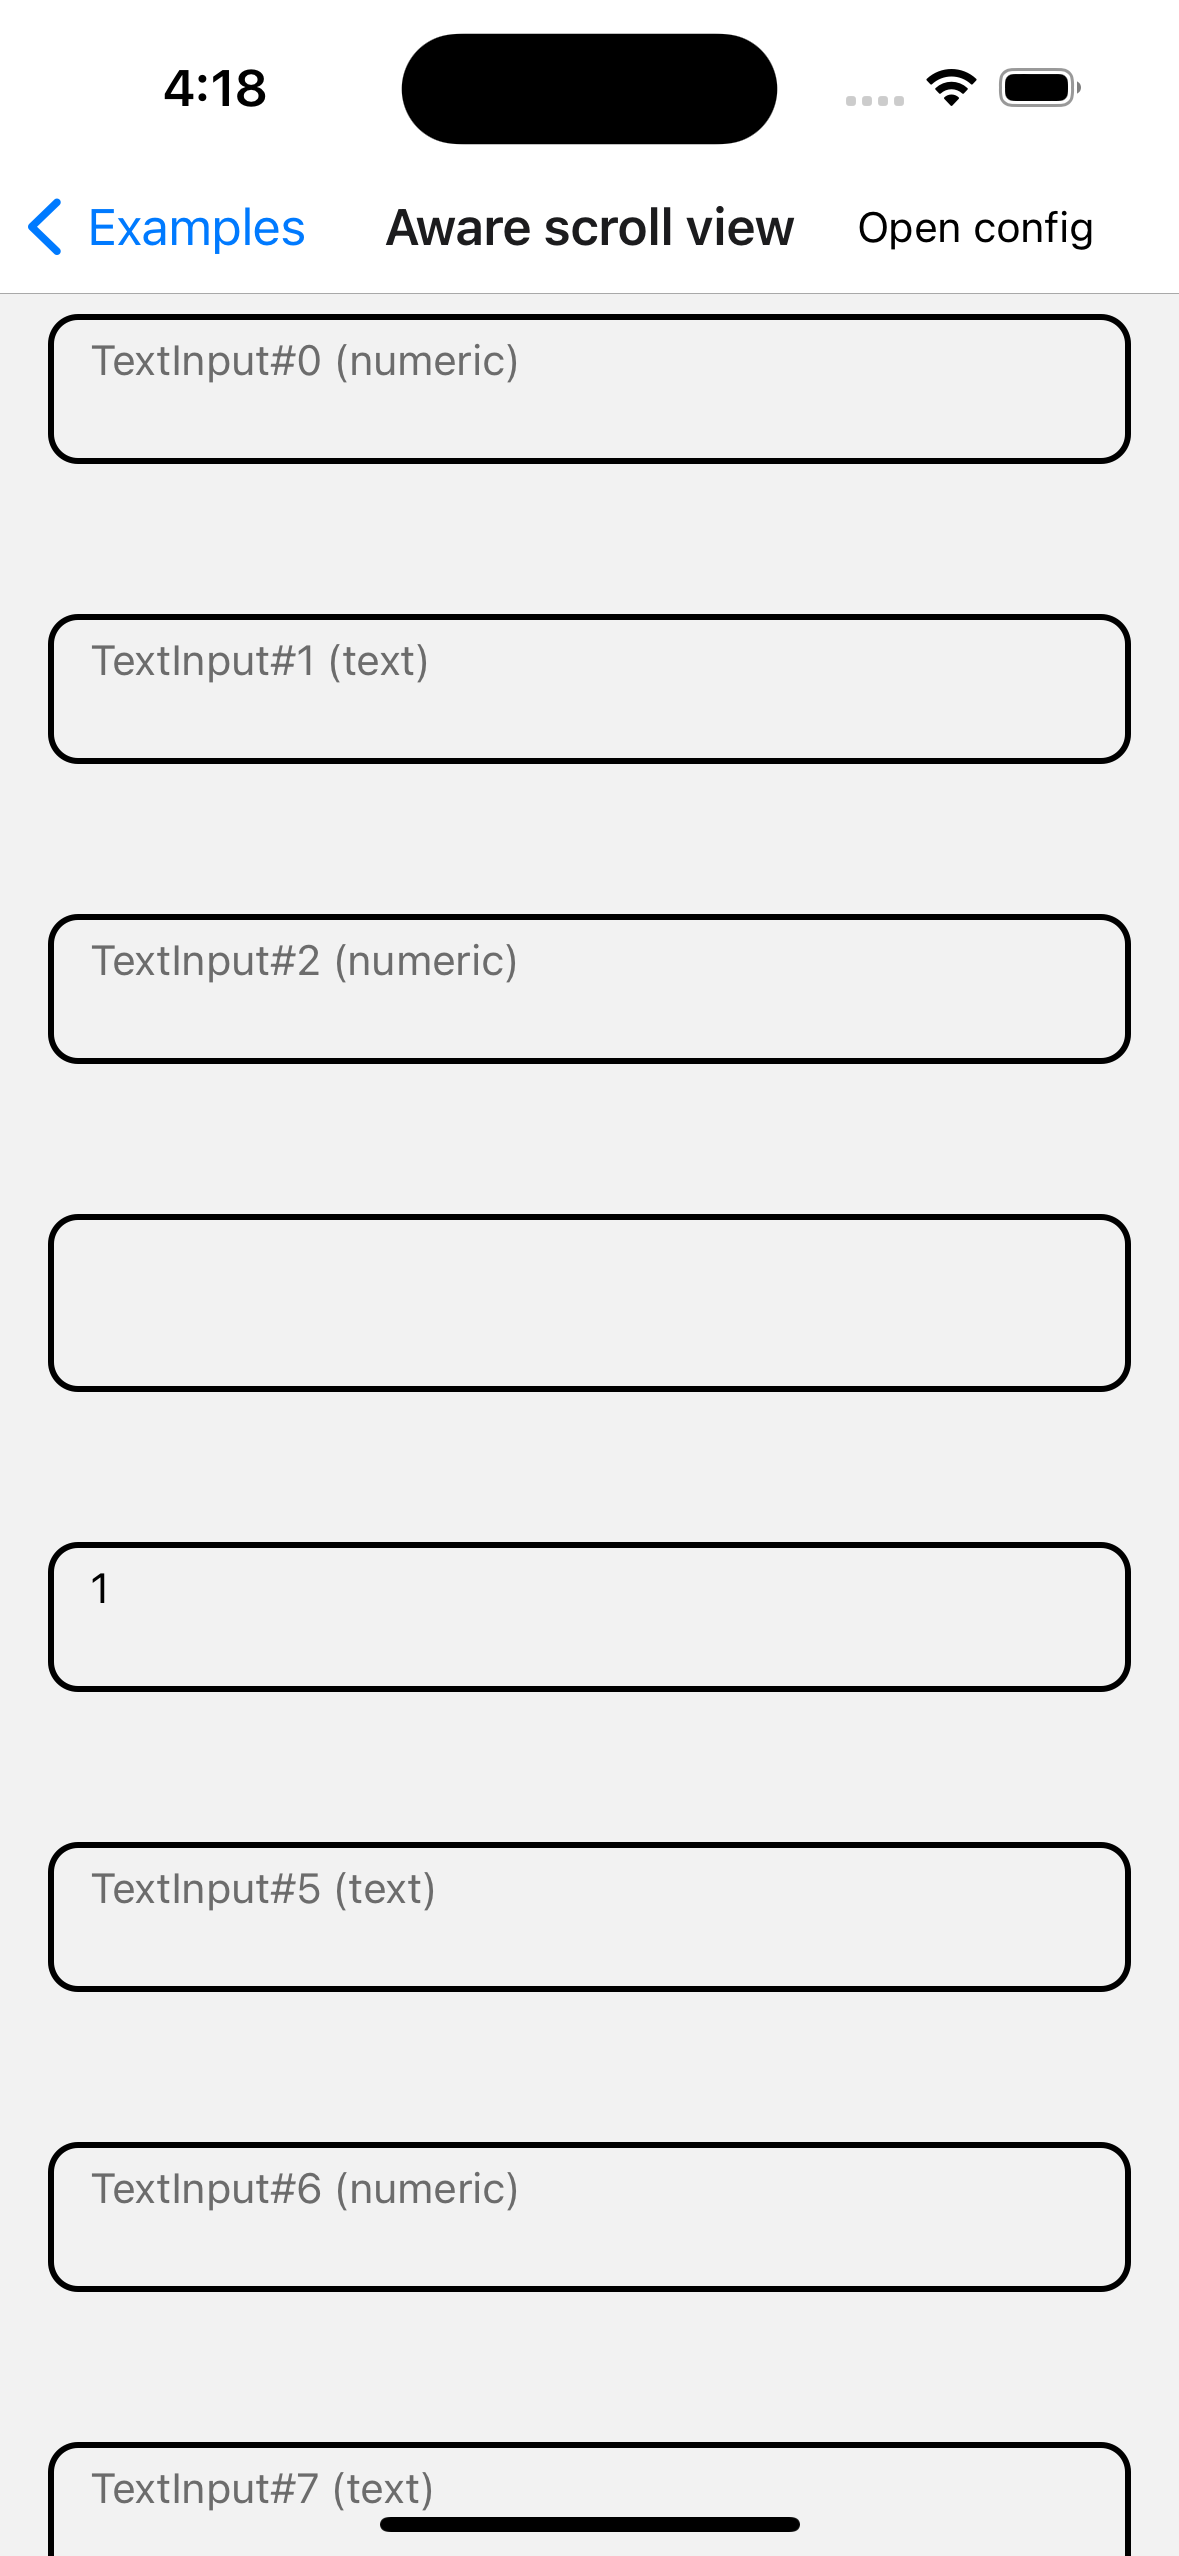 4:18
Examples
Aware scroll view
Open config
TextInput#0 (numeric)
TextInput#1 (text)
TextInput#2 (numeric)
1
TextInput#5 (text)
TextInput#6 (numeric)
TextInput#7 (text)